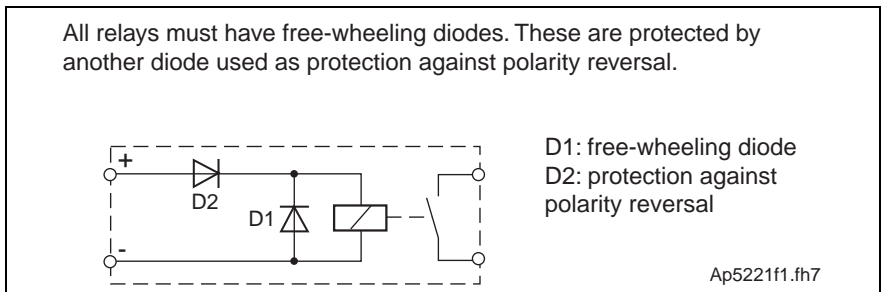 All relays must have free-wheeling diodes. These are protected by
another diode used as protection against polarity reversal.
+
D2
D1
-
D1: free-wheeling diode
D2: protection against
polarity reversal
Ap5221f1.fh7